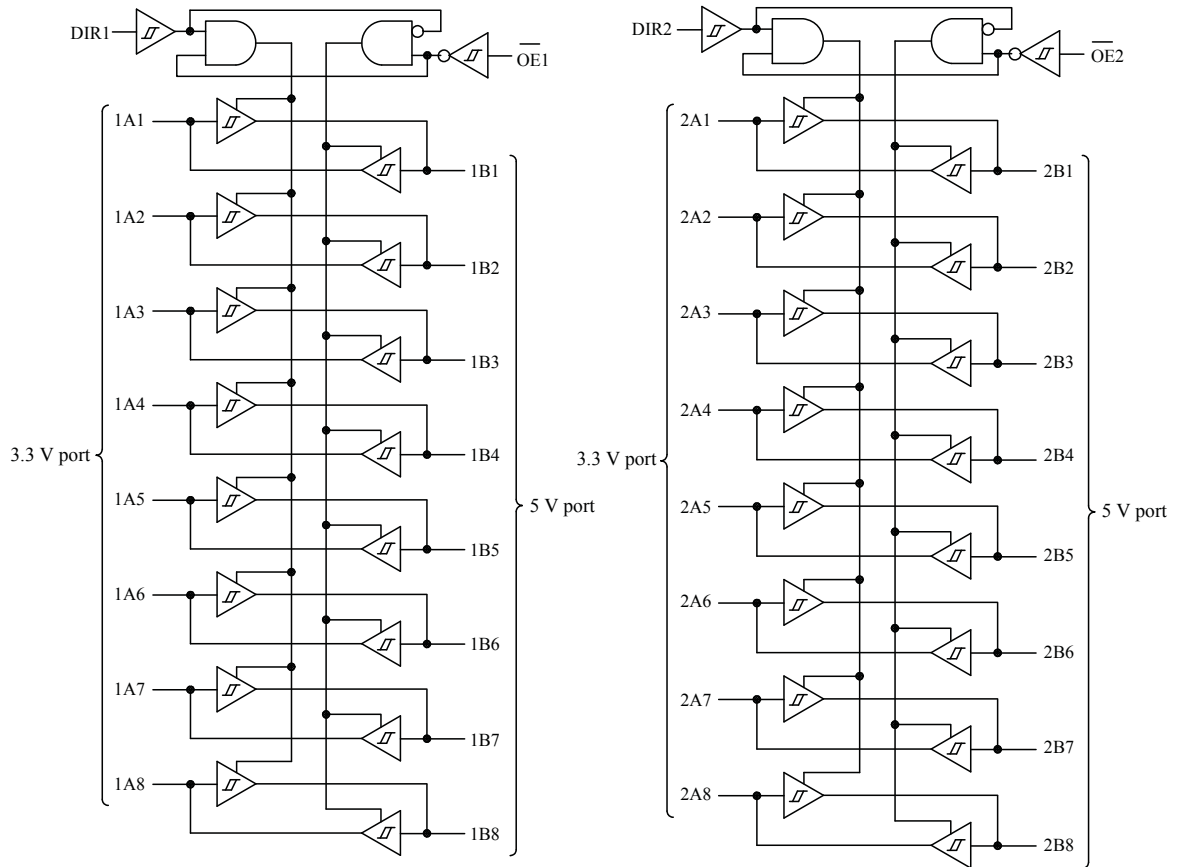 DIR1
OE1
1A1
1B1
1A2
1B2
1A3
1B3
1A4
3.3 V port
1B4
1A5
5 V port
1B5
1A6
1B6
1A7
1B7
1A8
1B8
DIR2
OE2
2A1
2B1
2A2
2B2
2A3
2B3
2A4
3.3 V port
2B4
2A5
5 V port
2B5
2A6
2B6
2A7
2B7
2A8
2B8